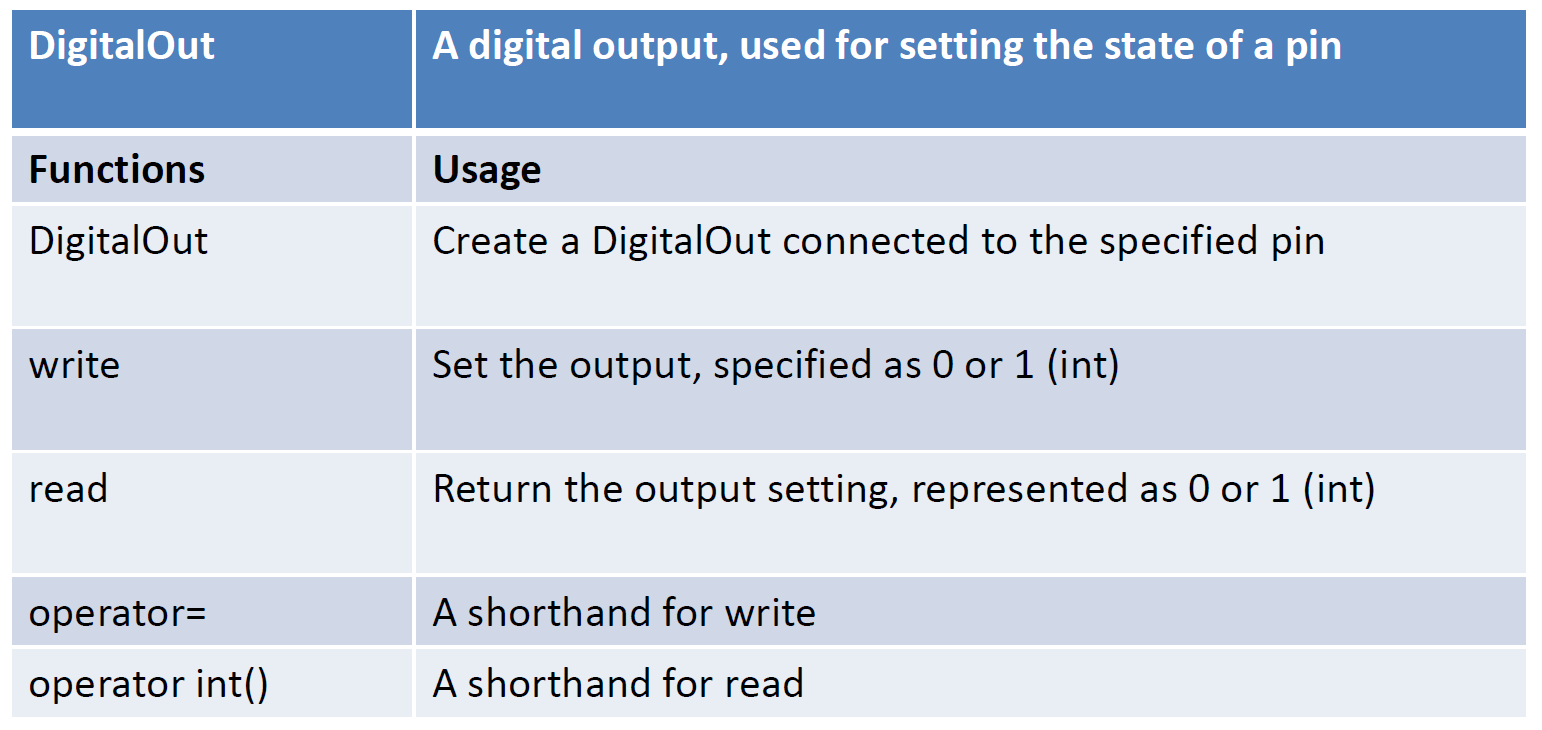 DigitalOut
A digital output, used for setting the state of a pin
Functions
Usage
DigitalOut
Create a DigitalOut connected to the specified pin
write
Set the output, specified as 0 or 1 (int)
read
Return the output setting, represented as 0 or 1 (int)
operator=
A shorthand for write
operator int()
A shorthand for read